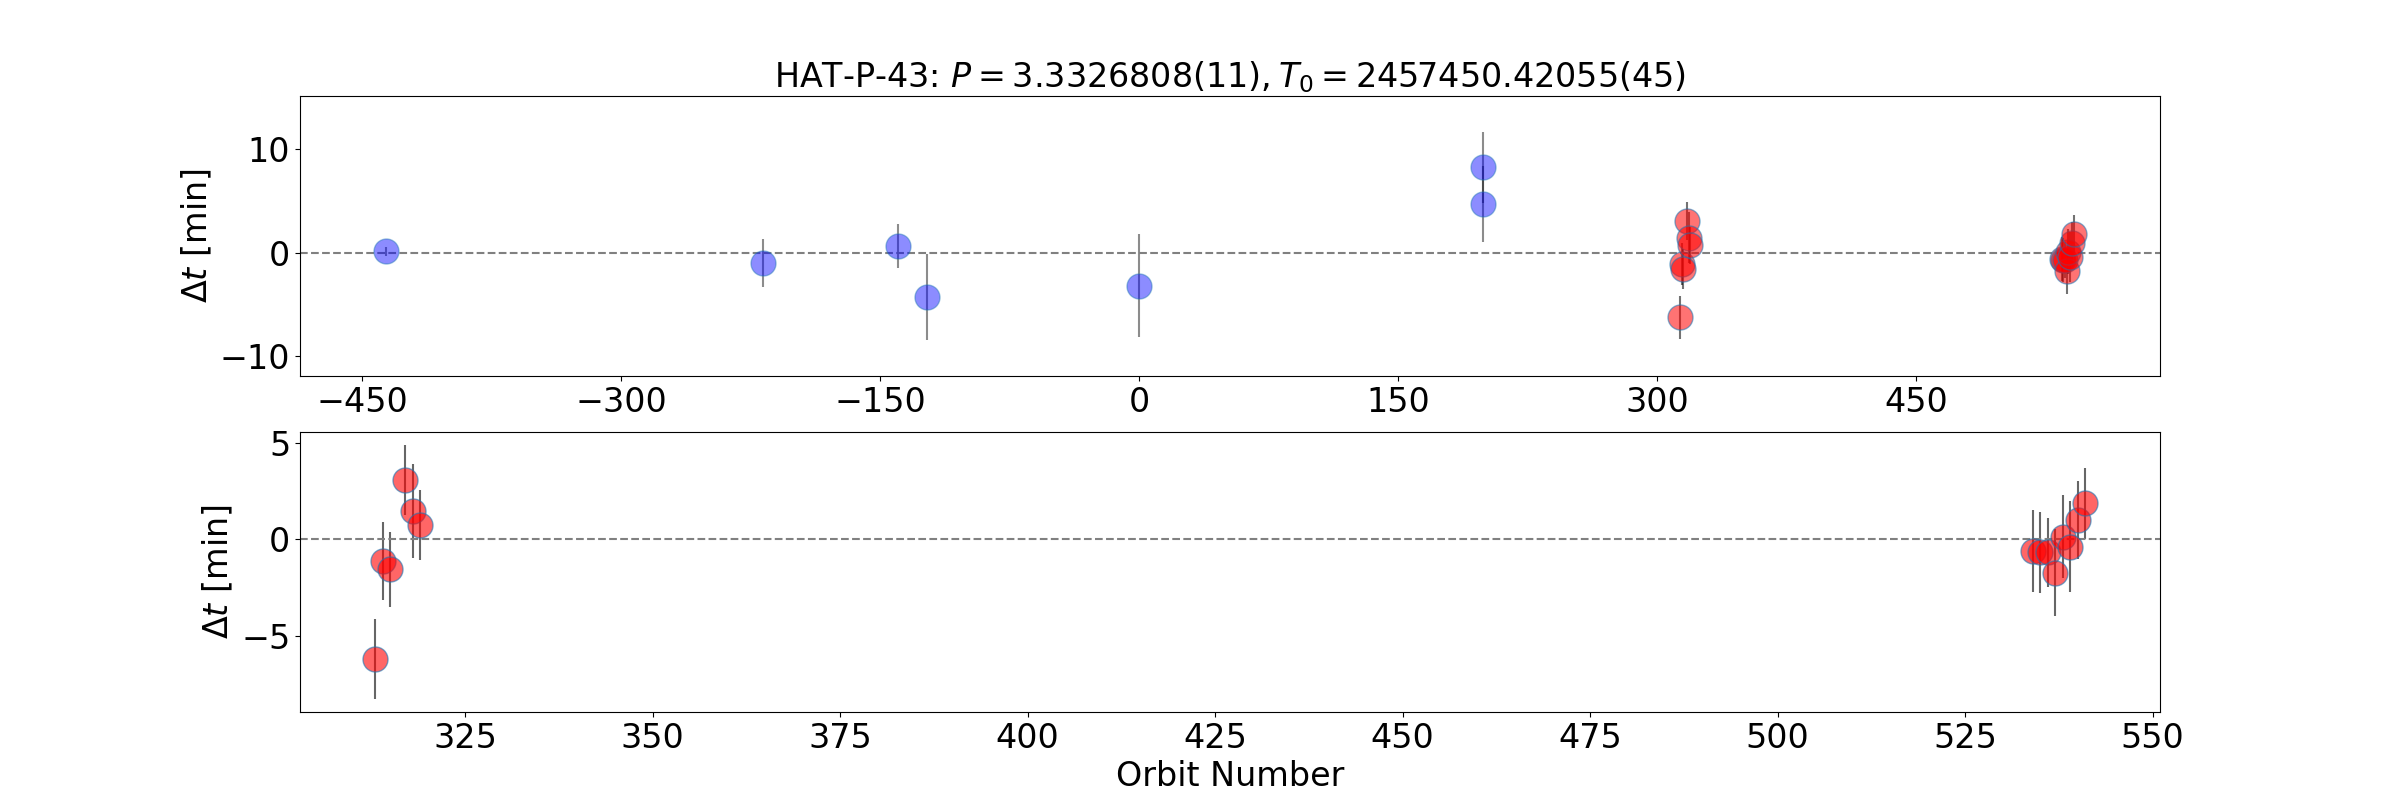 HAT-P-43: P = 3.3326808(11), T₀ = 2457450.42055(45)
Δt [min]
10
0
−10
−450 −300 −150 0 150 300 450
Δt [min]
5
0
−5
325 350 375 400 425 450 475 500 525 550
Orbit Number